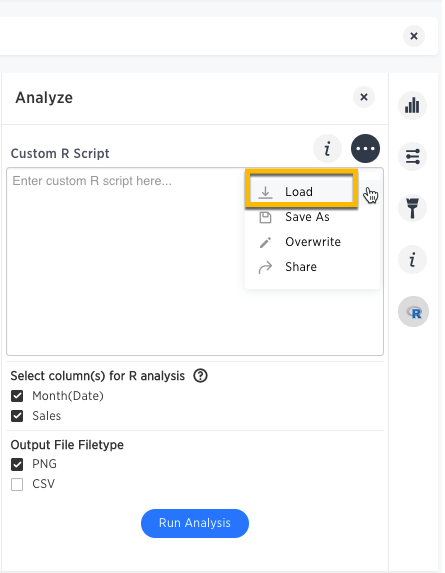 Analyze
Custom R Script
Enter custom R script here...
Load
Save As
Overwrite
Share
Select column(s) for R analysis ?
Month(Date)
Sales
Output File Filetype
PNG
CSV
Run Analysis
i
i
R